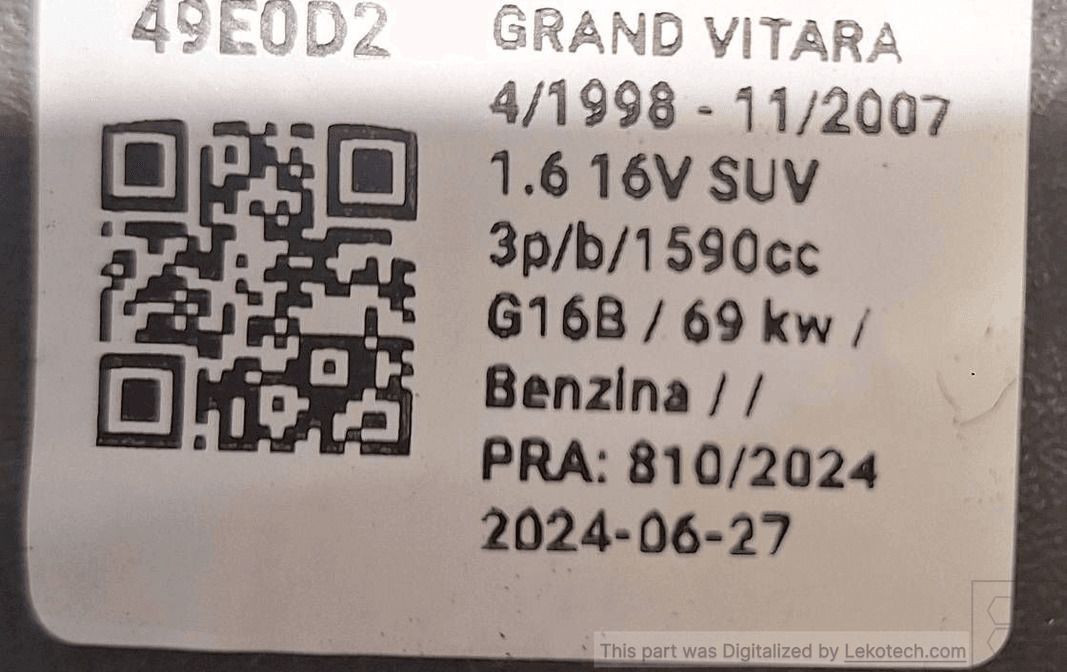 49E0D2
GRAND VITARA
4/1998 - 11/2007
1.6 16V SUV
3p/b/1590cc
G16B / 69 kw /
Benzina / /
PRA: 810/2024
2024-06-27
This part was Digitalized by Lekotech.com